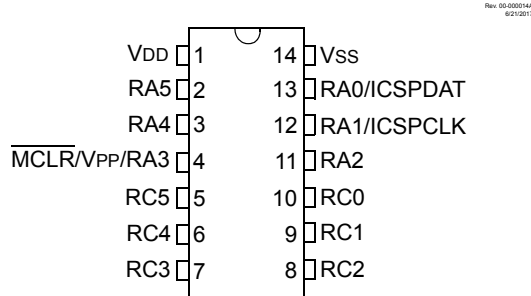 Rev. 00-000014A
6/21/2017
VDD 1 14 VSS
RA5 2 13 RA0/ICSPDAT
RA4 3 12 RA1/ICSPCLK
MCLR/VPP/RA3 4 11 RA2
RC5 5 10 RC0
RC4 6 9 RC1
RC3 7 8 RC2